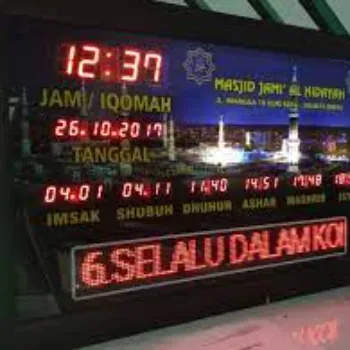 12:37
MASJID JAMI' AL HIDAYAH
JAM / IQOMAH
26.10.2017
TANGGAL
04.01 04.11 11.40 14.51 17.48
IMSAK SHUBUH DHUHUR ASHAR MAGHRIB
6.SELALU DALAM KO